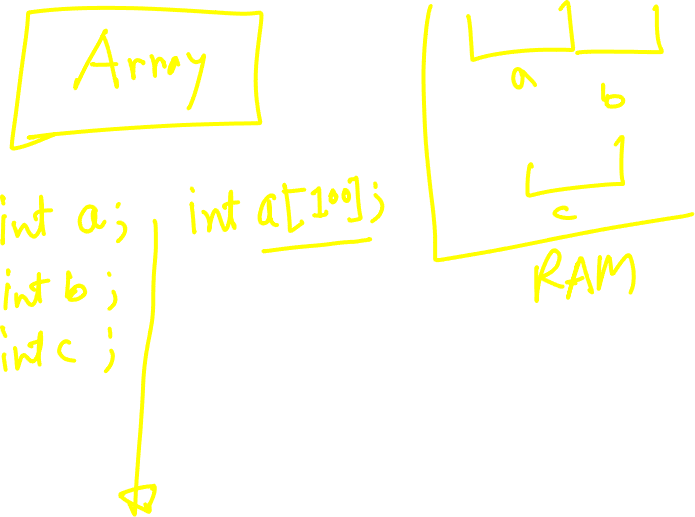 Array
a b
c
int a; int a[100];
int b;
int c;
RAM